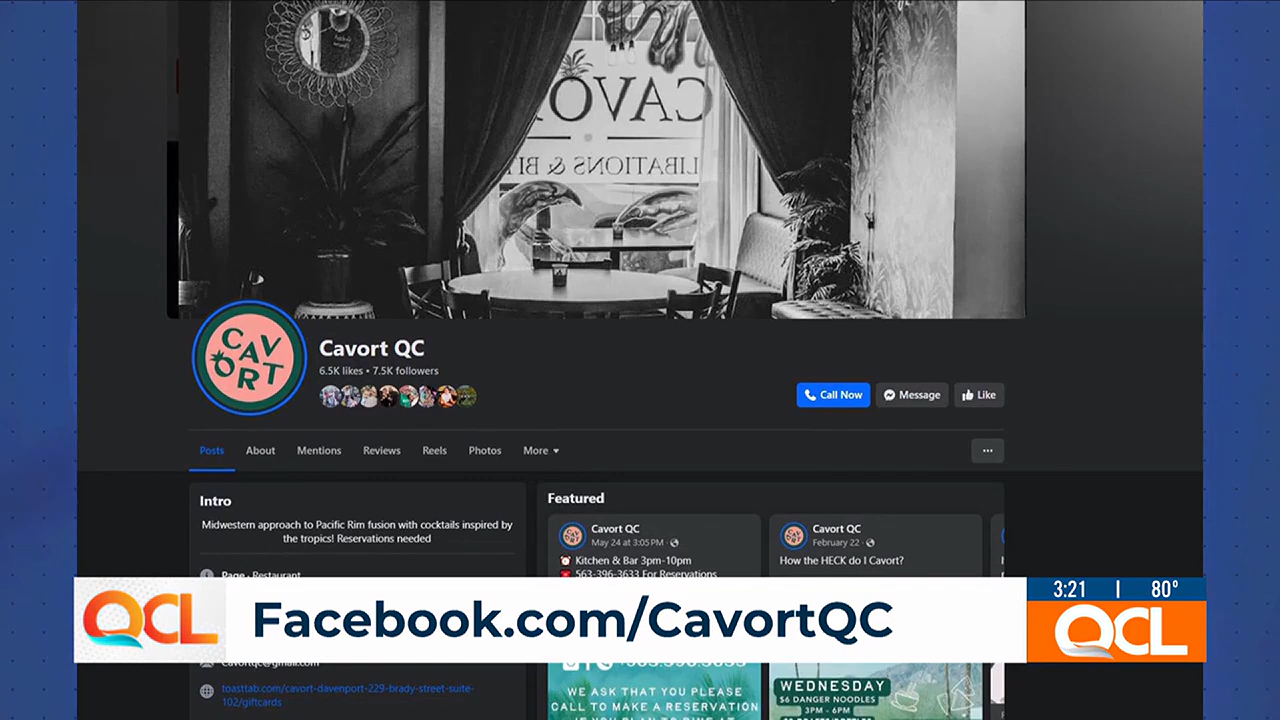 CAVO
LIBATIONS & BI
CAV
ORT
Cavort QC
6.5K likes • 7.5K followers
Call Now
Message
Like
Posts
About
Mentions
Reviews
Reels
Photos
More
Intro
Midwestern approach to Pacific Rim fusion with cocktails inspired by
the tropics! Reservations needed
Page · Restaurant
Featured
Cavort QC
May 24 at 3:05 PM ·
Kitchen & Bar 3pm-10pm
563-396-3633 For Reservations
Cavort QC
February 22 ·
How the HECK do I Cavort?
QCL
Facebook.com/CavortQC
3:21 | 80°
QCL
Cavortqc@gmail.com
toasttab.com/cavort-davenport-229-brady-street-suite-
102/giftcards
WE ASK THAT YOU PLEASE
CALL TO MAKE A RESERVATION
WEDNESDAY
$6 DANGER NOODLES
3PM - 6PM